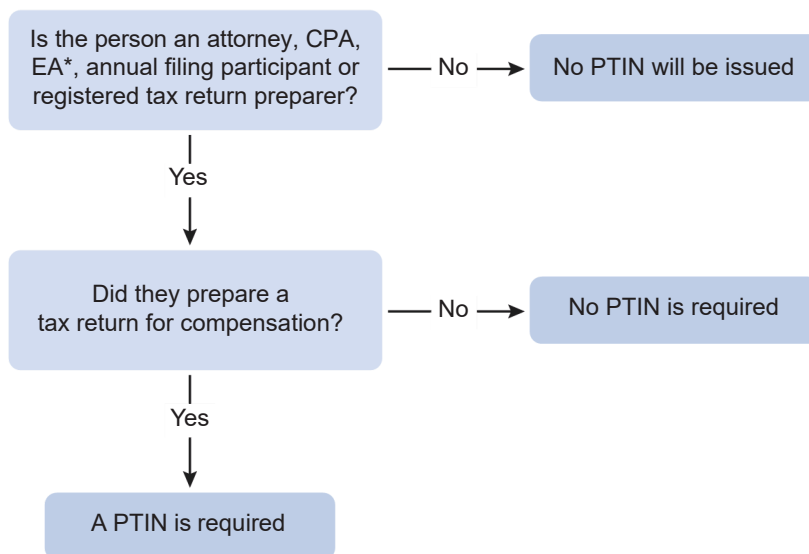 Is the person an attorney, CPA,
EA*, annual filing participant or
registered tax return preparer?
No
No PTIN will be issued
Yes
Did they prepare a
tax return for compensation?
No
No PTIN is required
Yes
A PTIN is required